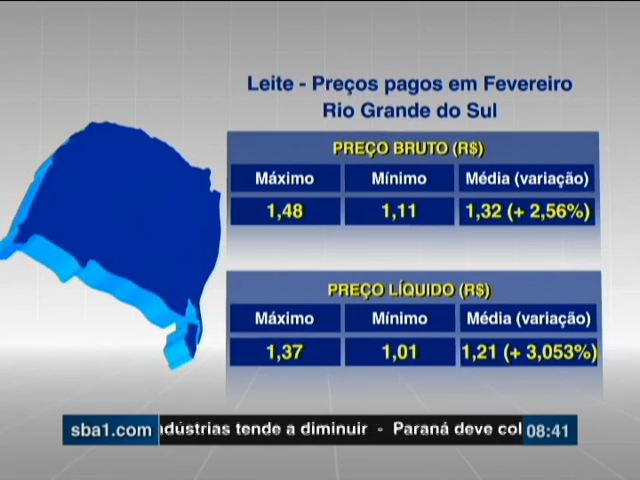 Leite - Preços pagos em Fevereiro
Rio Grande do Sul
PREÇO BRUTO (R$)
Máximo Mínimo Média (variação)
1,48 1,11 1,32 (+ 2,56%)
PREÇO LÍQUIDO (R$)
Máximo Mínimo Média (variação)
1,37 1,01 1,21 (+ 3,053%)
sba1.com ndústrias tende a diminuir - Paraná deve col 08:41